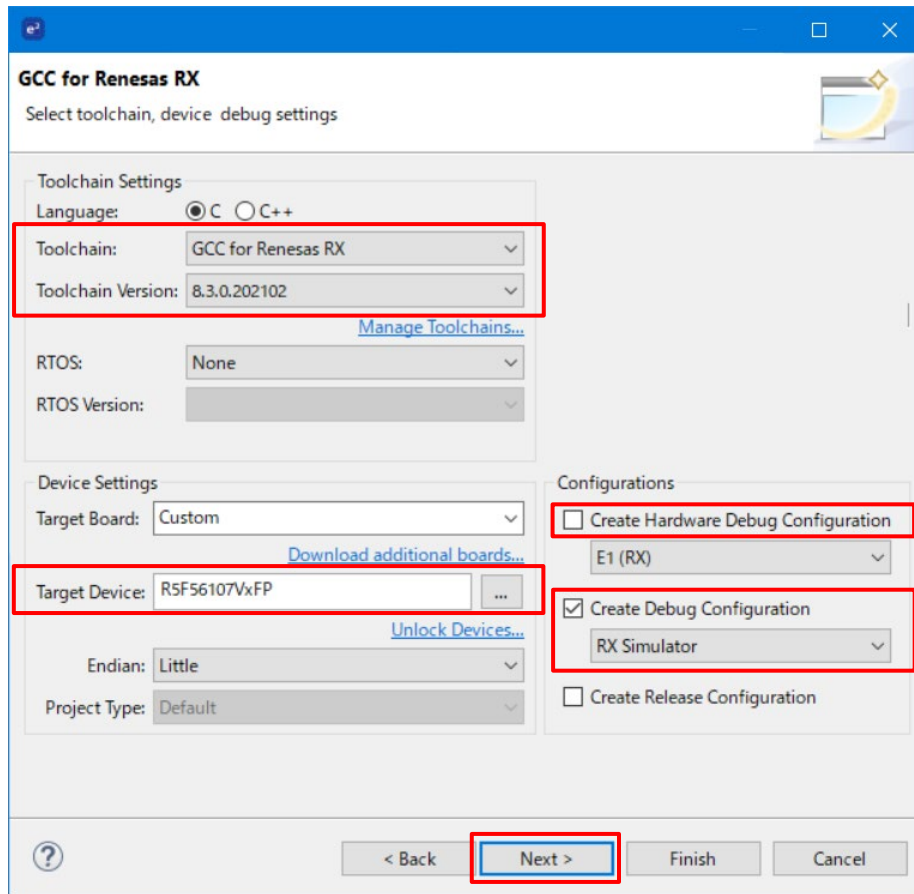 e²
GCC for Renesas RX
Select toolchain, device debug settings
Toolchain Settings
Language: C C++
Toolchain: GCC for Renesas RX
Toolchain Version: 8.3.0.202102
Manage Toolchains...
RTOS: None
RTOS Version:
Device Settings
Target Board: Custom
Download additional boards...
Target Device: R5F56107VxFP ...
Unlock Devices...
Endian: Little
Project Type: Default
Configurations
Create Hardware Debug Configuration
E1 (RX)
Create Debug Configuration
RX Simulator
Create Release Configuration
? < Back Next > Finish Cancel